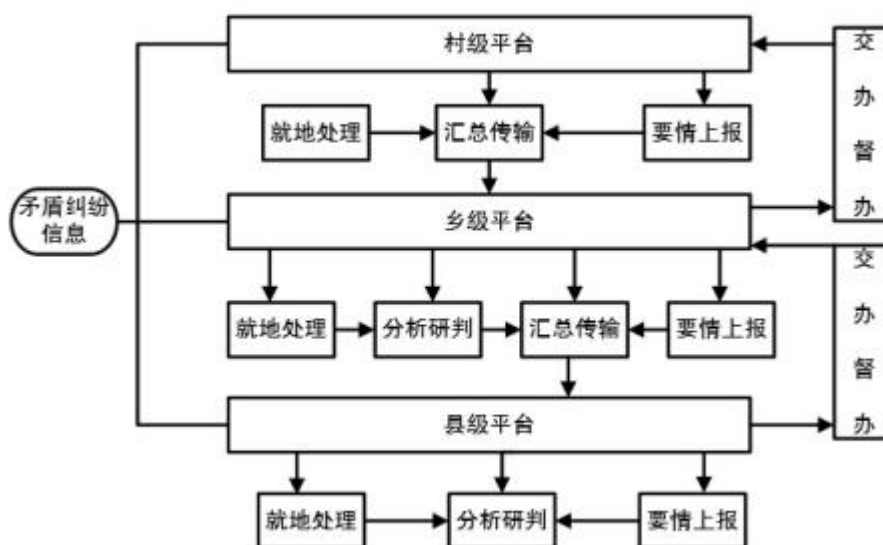 村级平台
交办督办
就地处理
汇总传输
要情上报
矛盾纠纷
信息
乡级平台
交办督办
就地处理
分析研判
汇总传输
要情上报
县级平台
就地处理
分析研判
要情上报